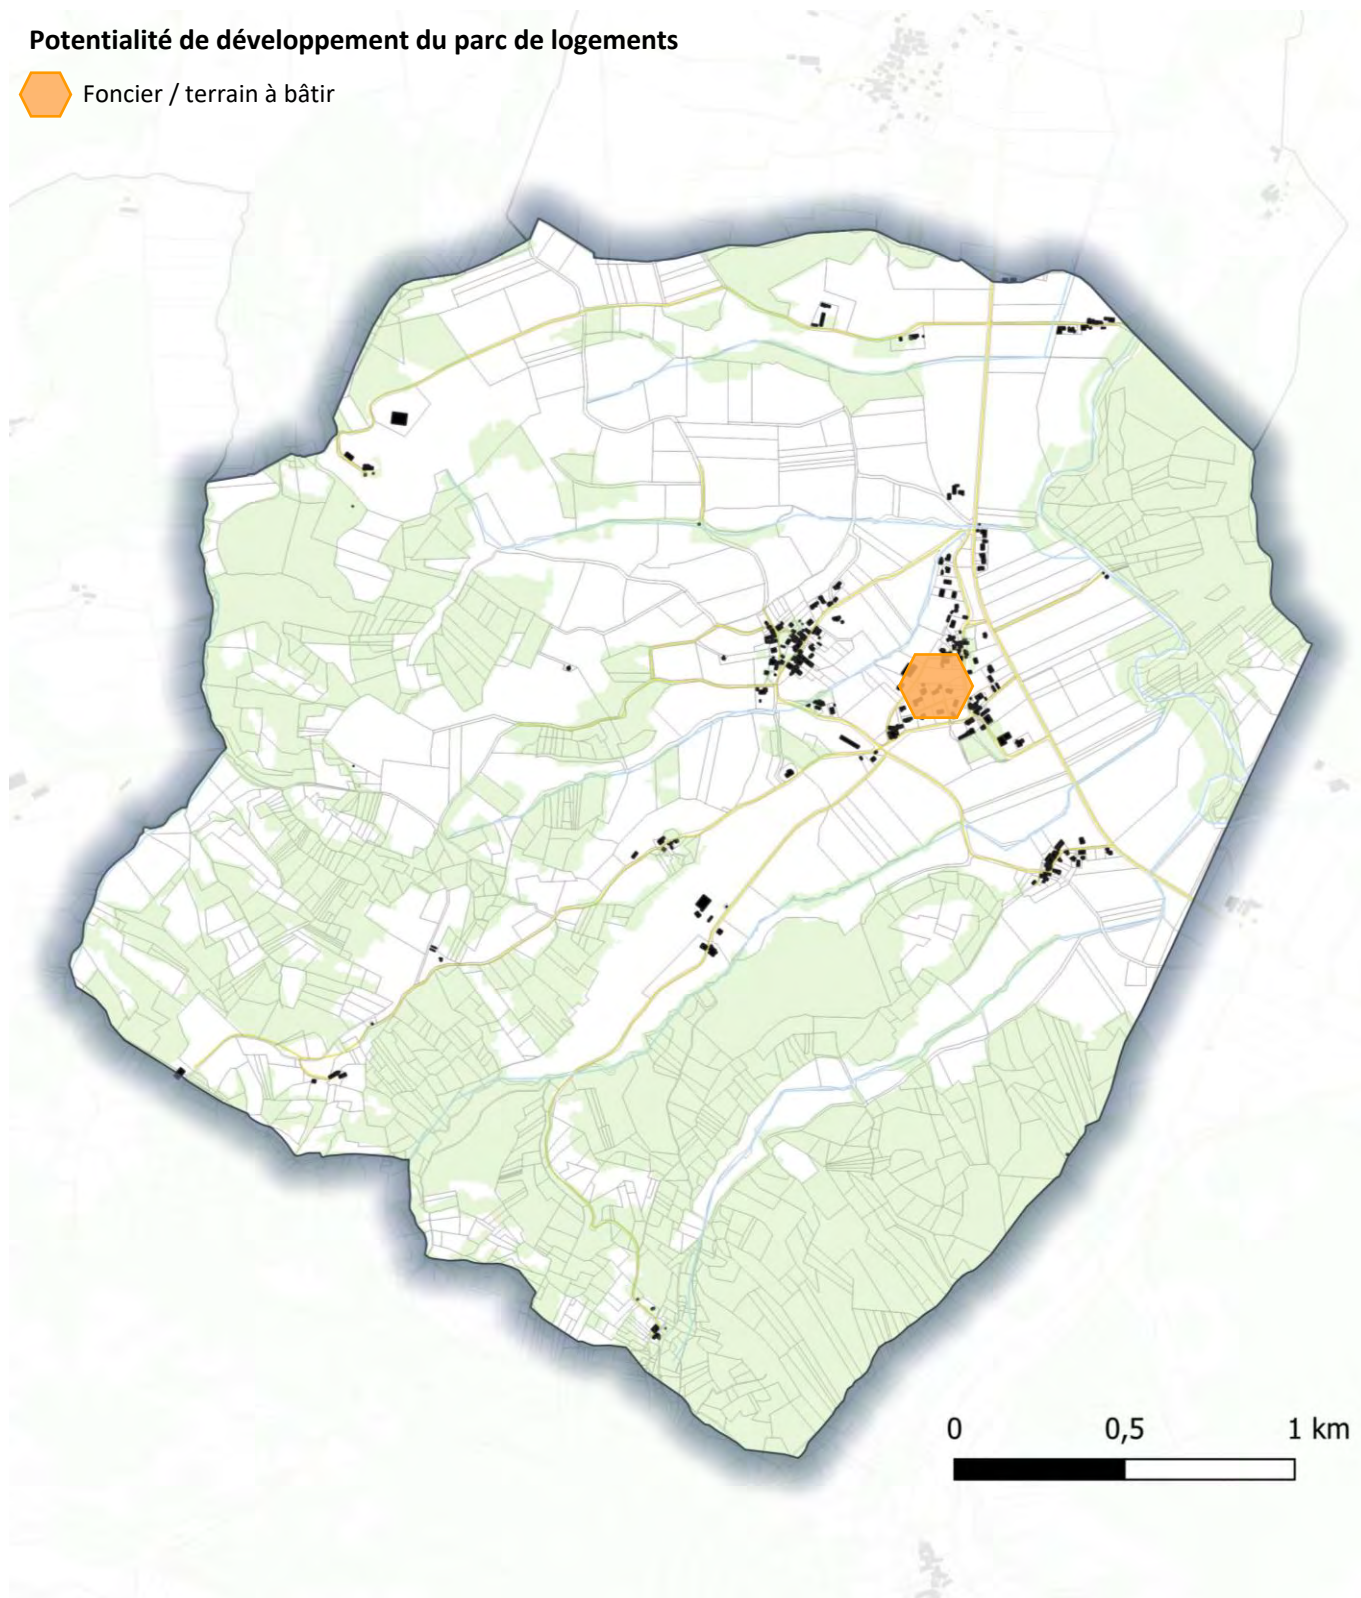 Potentialité de développement du parc de logements
Foncier / terrain à bâtir
0 0,5 1 km